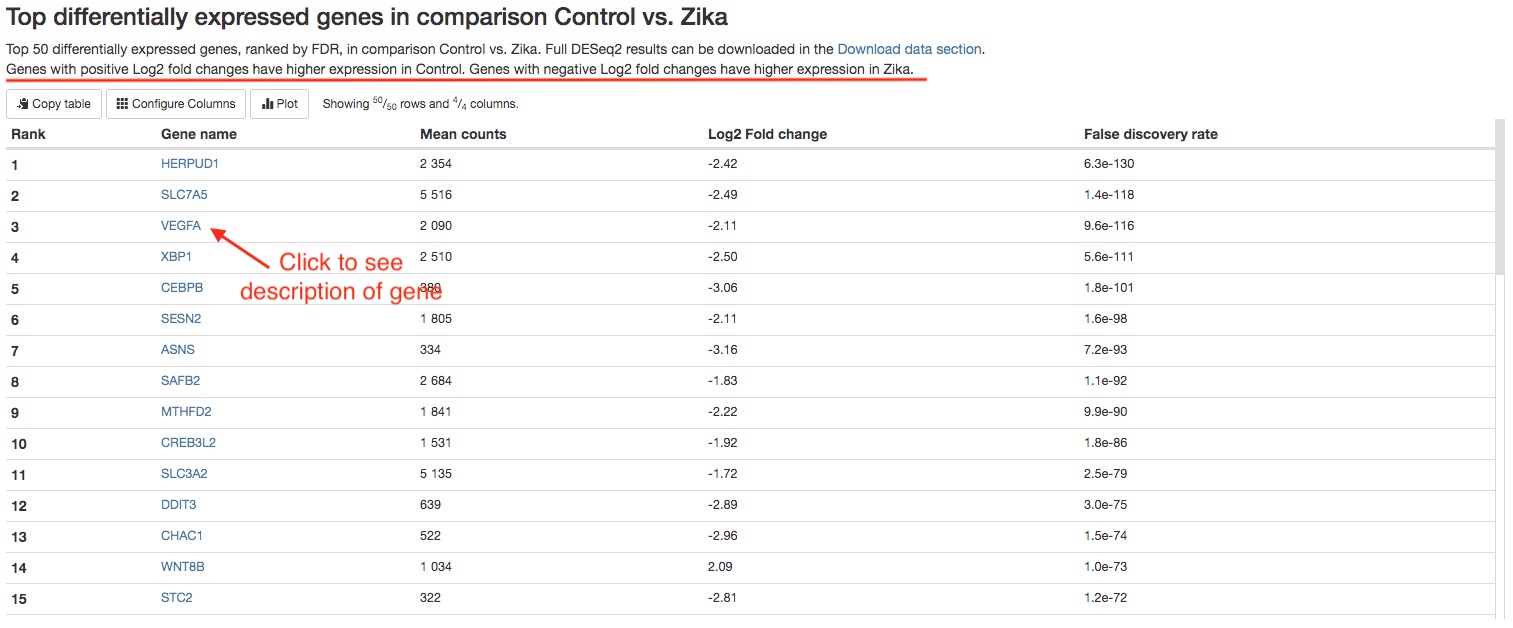 Top differentially expressed genes in comparison Control vs. Zika
Top 50 differentially expressed genes, ranked by FDR, in comparison Control vs. Zika. Full DESeq2 results can be downloaded in the Download data section.
Genes with positive Log2 fold changes have higher expression in Control. Genes with negative Log2 fold changes have higher expression in Zika.
Copy table Configure Columns Plot Showing 50/50 rows and 4/4 columns.
Rank Gene name Mean counts Log2 Fold change False discovery rate
1 HERPUD1 2 354 -2.42 6.3e-130
2 SLC7A5 5 516 -2.49 1.4e-118
3 VEGFA 2 090 -2.11 9.6e-116
4 XBP1 2 510 -2.50 5.6e-111
Click to see
description of gene
5 CEBPB 389 -3.06 1.8e-101
6 SESN2 1 805 -2.11 1.6e-98
7 ASNS 334 -3.16 7.2e-93
8 SAFB2 2 684 -1.83 1.1e-92
9 MTHFD2 1 841 -2.22 9.9e-90
10 CREB3L2 1 531 -1.92 1.8e-86
11 SLC3A2 5 135 -1.72 2.5e-79
12 DDIT3 639 -2.89 3.0e-75
13 CHAC1 522 -2.96 1.5e-74
14 WNT8B 1 034 2.09 1.0e-73
15 STC2 322 -2.81 1.2e-72